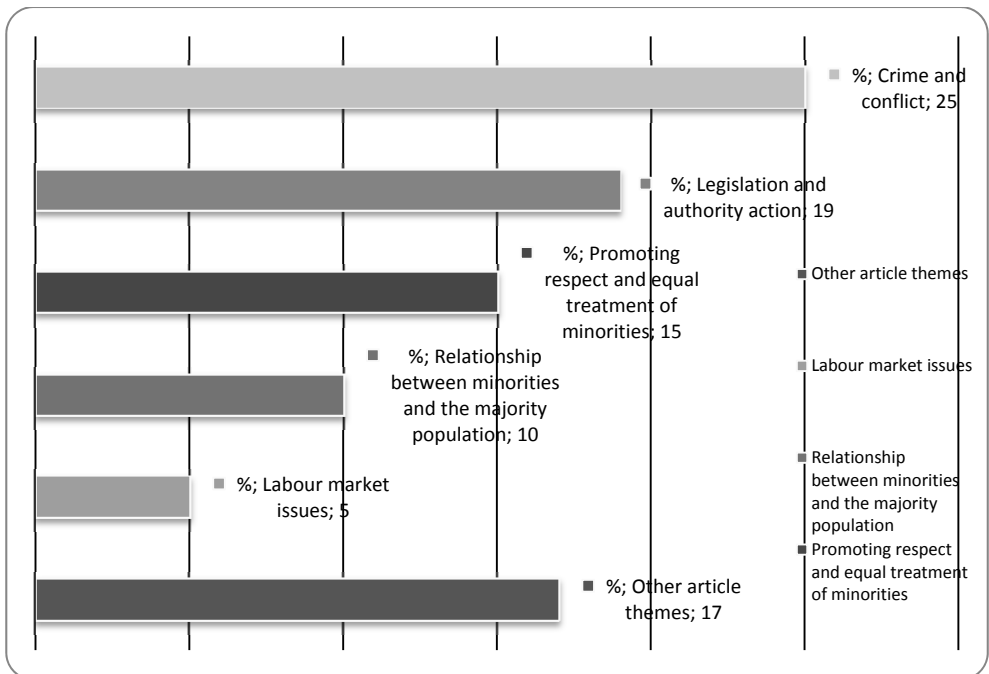 %; Crime and
conflict; 25
%; Legislation and
authority action; 19
%; Promoting
respect and equal
treatment of
minorities; 15
%; Relationship
between minorities
and the majority
population; 10
%; Labour market
issues; 5
%; Other article
themes; 17
Other article themes
Labour market issues
Relationship
between minorities
and the majority
population
Promoting respect
and equal treatment
of minorities